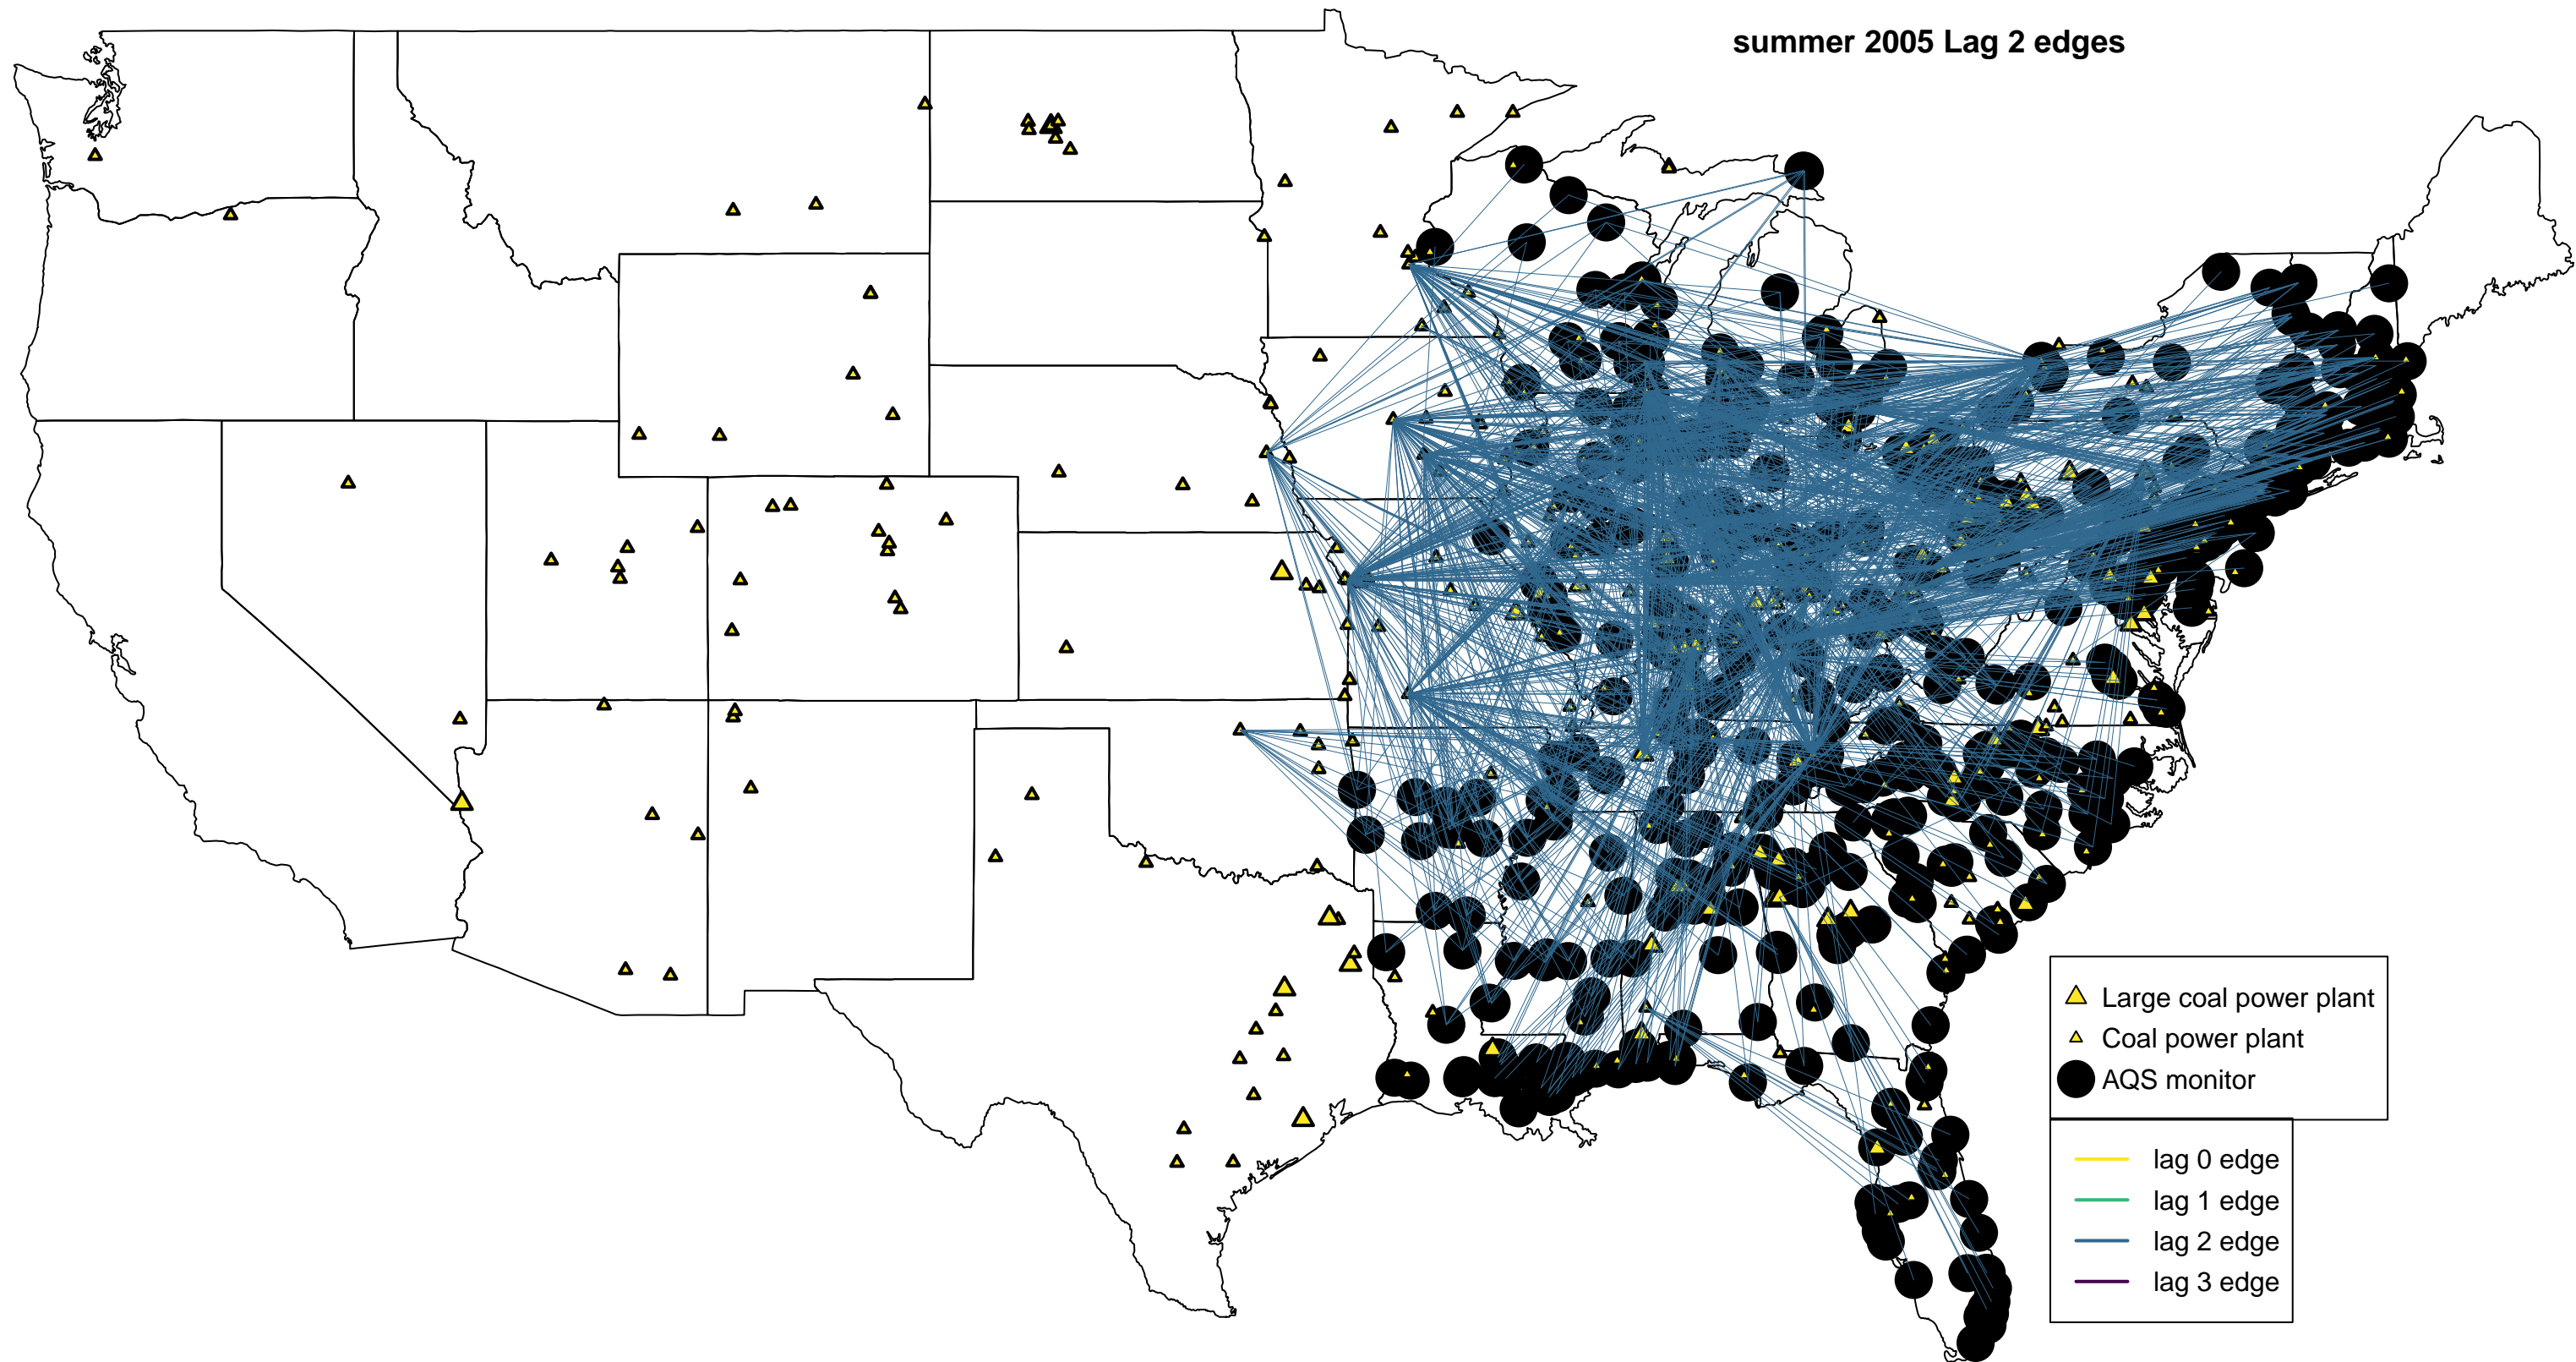 summer 2005 Lag 2 edges
Large coal power plant
Coal power plant
AQS monitor
lag 0 edge
lag 1 edge
lag 2 edge
lag 3 edge